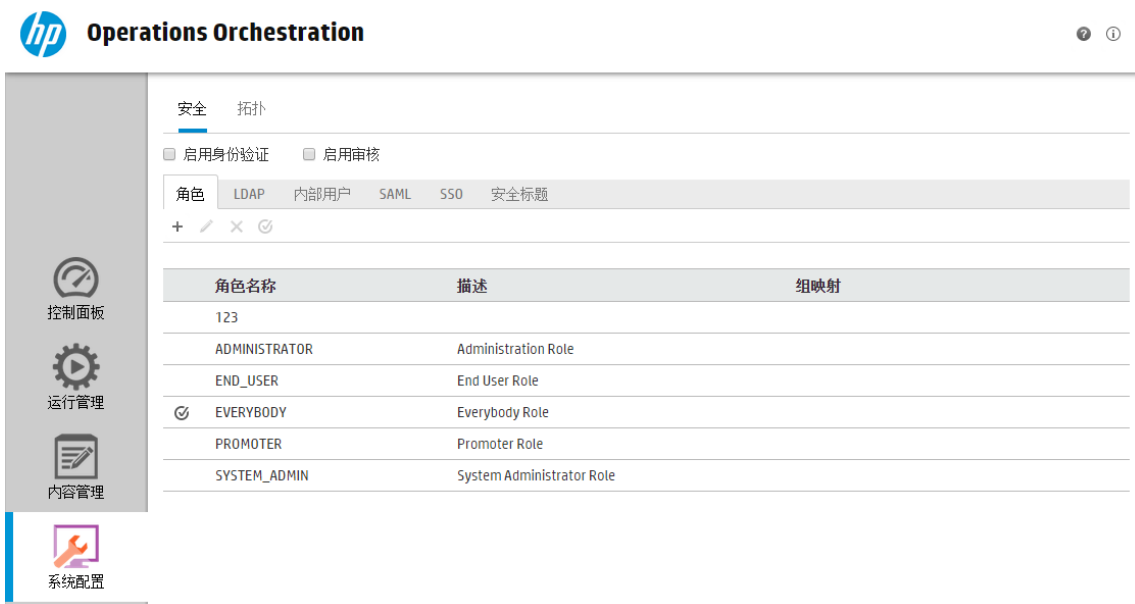 hp Operations Orchestration
安全 拓扑
启用身份验证 启用审核
角色 LDAP 内部用户 SAML SSO 安全标题
角色名称 描述 组映射
123
ADMINISTRATOR Administration Role
END_USER End User Role
EVERYBODY Everybody Role
PROMOTER Promoter Role
SYSTEM_ADMIN System Administrator Role
控制面板
运行管理
内容管理
系统配置